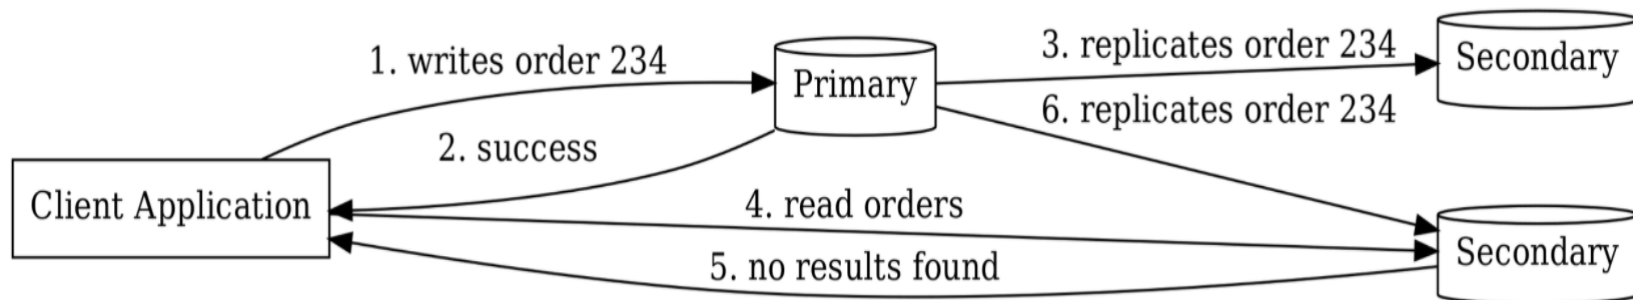 3. replicates order 234
Secondary
1. writes order 234
Primary
6. replicates order 234
2. success
Client Application
4. read orders
5. no results found
Secondary